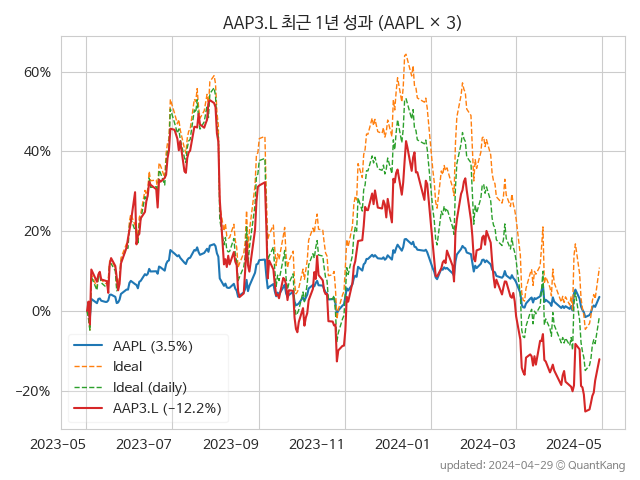 AAP3.L 최근 1년 성과 (AAPL × 3)
60%
40%
20%
0%
−20%
AAPL (3.5%)
Ideal
Ideal (daily)
AAP3.L (−12.2%)
2023-05 2023-07 2023-09 2023-11 2024-01 2024-03 2024-05
updated: 2024-04-29 © QuantKang